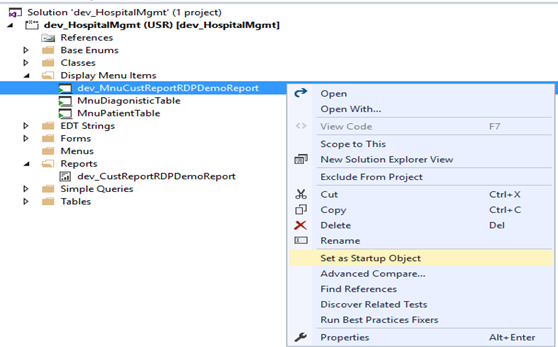 Solution 'dev_HospitalMgmt' (1 project)
dev_HospitalMgmt (USR) [dev_HospitalMgmt]
References
Base Enums
Classes
Display Menu Items
dev_MnuCustReportRDPDemoReport
MnuDiagonisticTable
MnuPatientTable
EDT Strings
Forms
Menus
Reports
dev_CustReportRDPDemoReport
Simple Queries
Tables
Open
Open With...
View Code F7
Scope to This
New Solution Explorer View
Exclude From Project
Cut Ctrl+X
Copy Ctrl+C
Delete Del
Rename
Set as Startup Object
Advanced Compare...
Find References
Discover Related Tests
Run Best Practices Fixers
Properties Alt+Enter